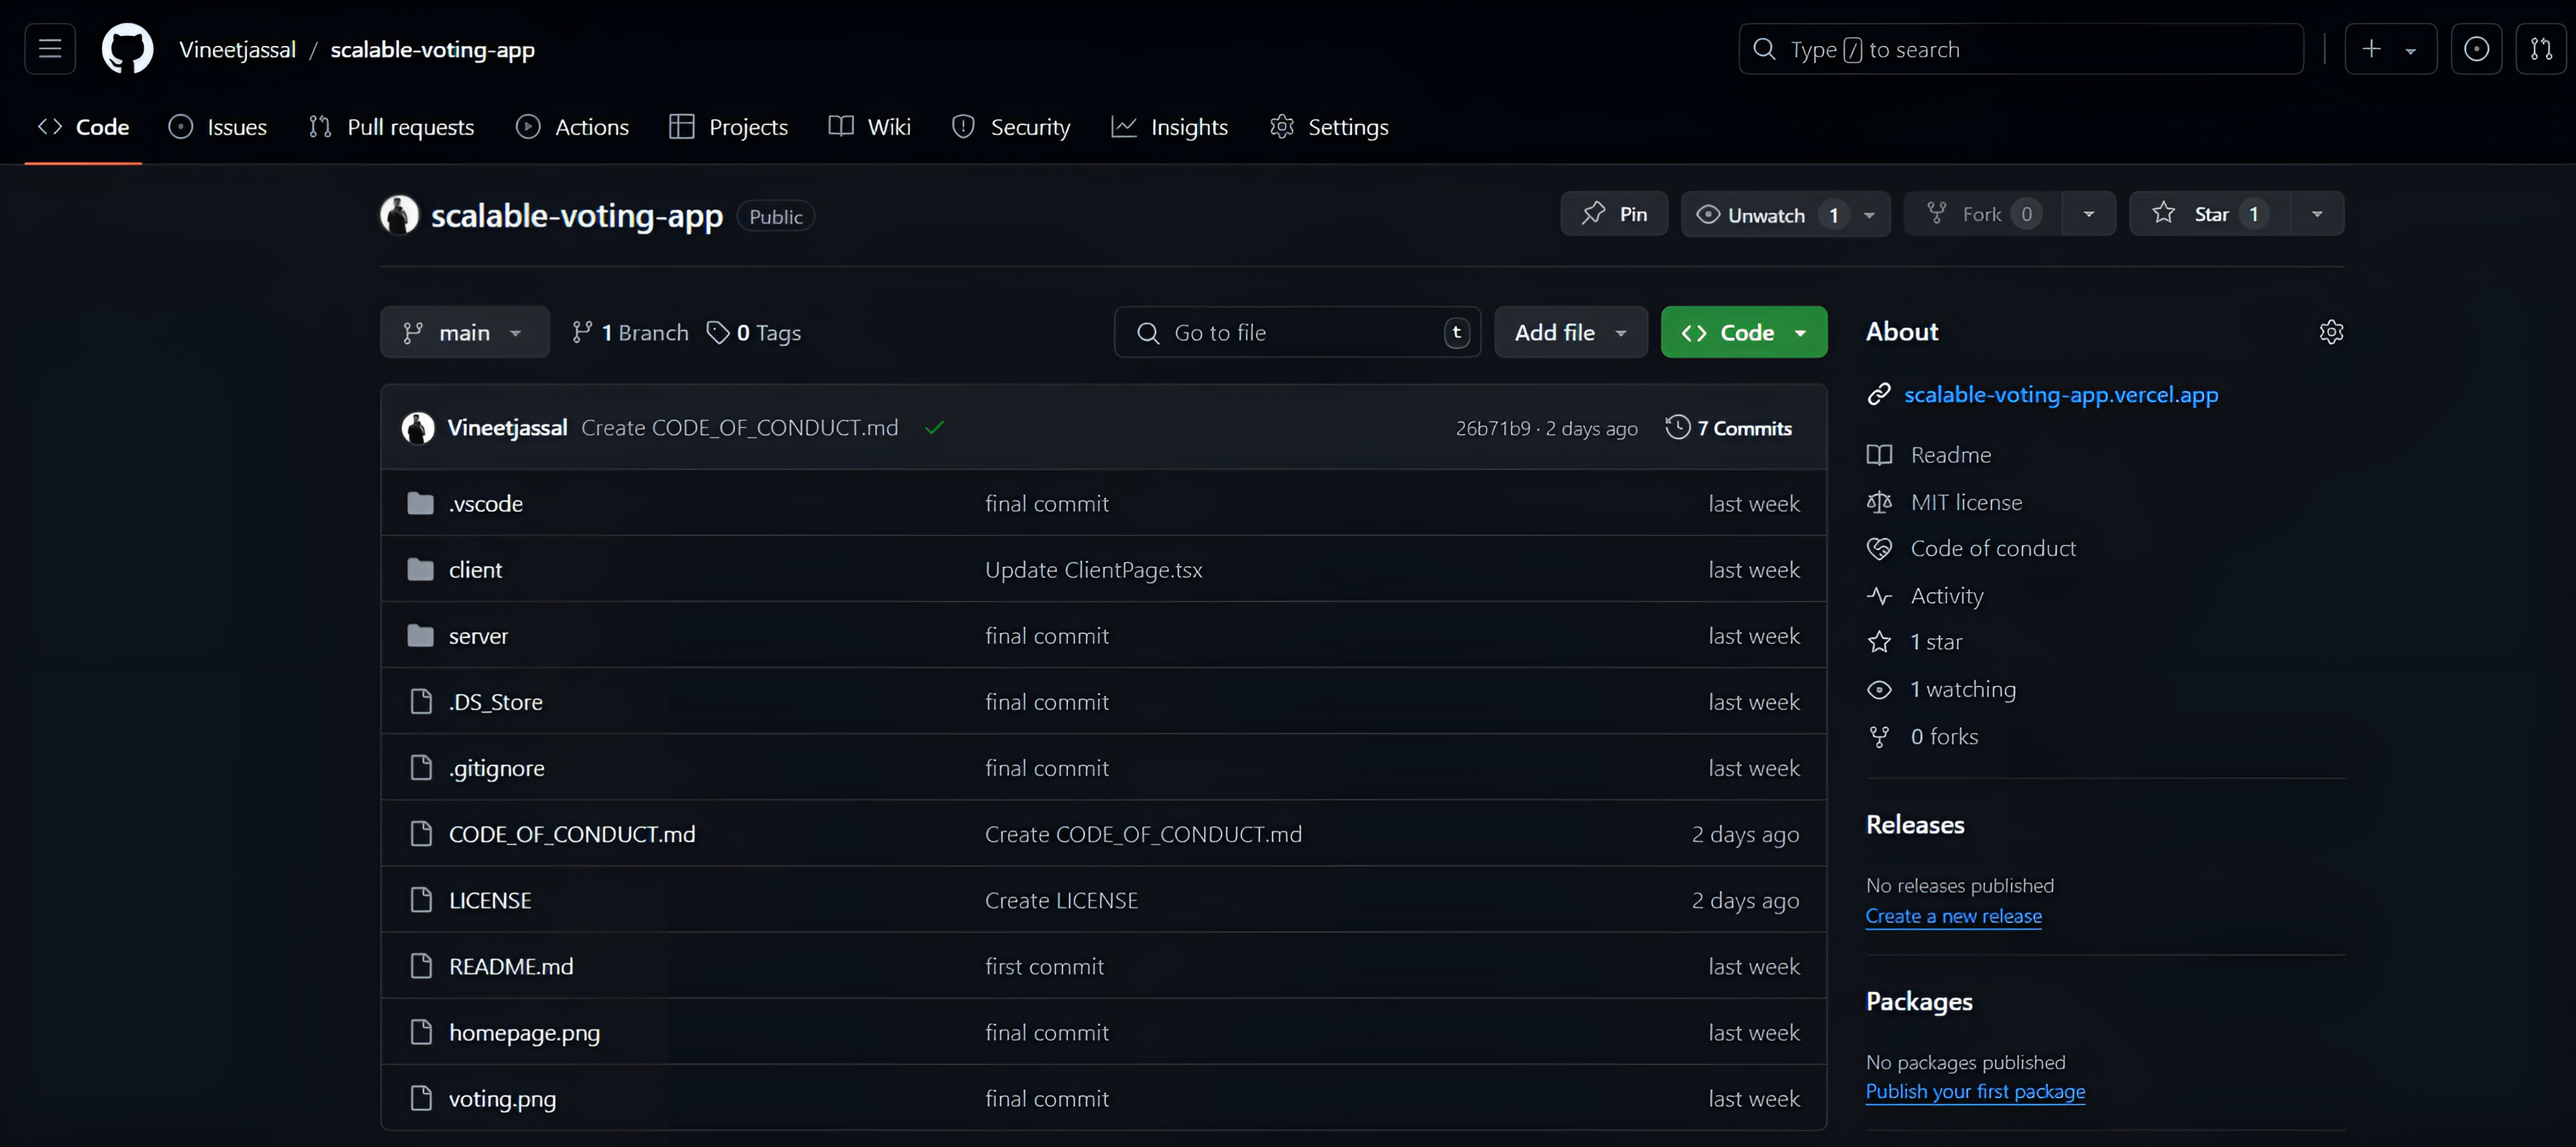 Vineetjassal / scalable-voting-app
Type / to search
Code Issues Pull requests Actions Projects Wiki Security Insights Settings
scalable-voting-app Public
Pin Unwatch 1 Fork 0 Star 1
main 1 Branch 0 Tags
Go to file t Add file Code
Vineetjassal Create CODE_OF_CONDUCT.md 26b71b9 · 2 days ago 7 Commits
.vscode final commit last week
client Update ClientPage.tsx last week
server final commit last week
.DS_Store final commit last week
.gitignore final commit last week
CODE_OF_CONDUCT.md Create CODE_OF_CONDUCT.md 2 days ago
LICENSE Create LICENSE 2 days ago
README.md first commit last week
homepage.png final commit last week
voting.png final commit last week
About
scalable-voting-app.vercel.app
Readme
MIT license
Code of conduct
Activity
1 star
1 watching
0 forks
Releases
No releases published
Create a new release
Packages
No packages published
Publish your first package